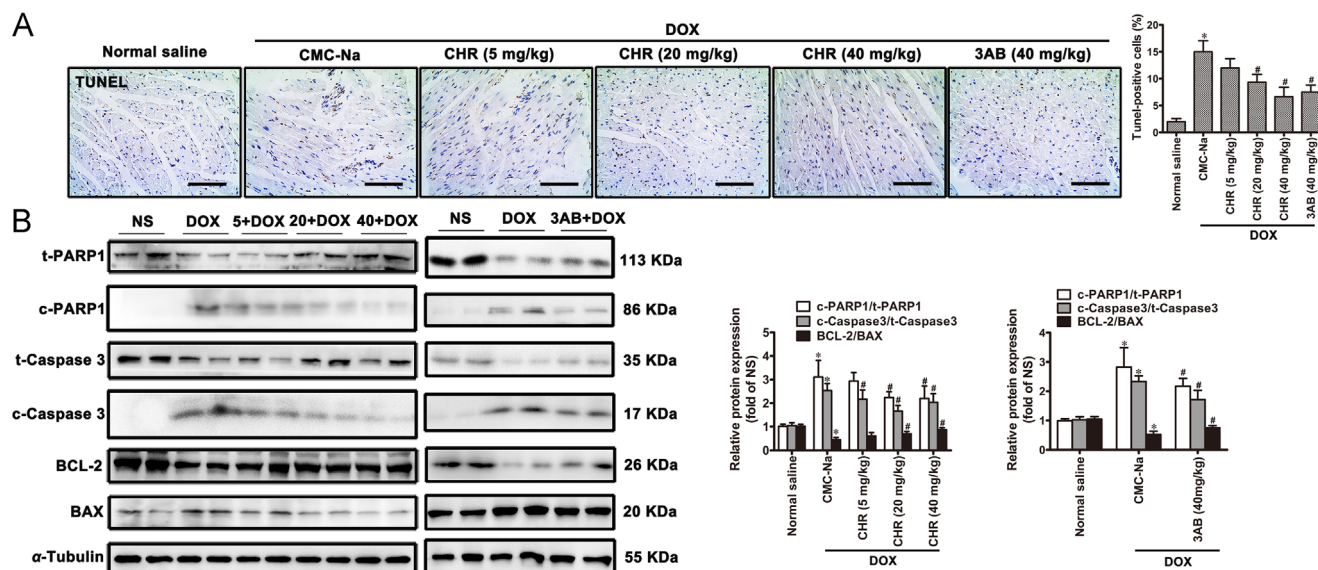 A
DOX
Normal saline
CMC-Na
CHR (5 mg/kg)
CHR (20 mg/kg)
CHR (40 mg/kg)
3AB (40 mg/kg)
TUNEL
Tunel-positive cells (%)
20
15
10
5
0
*
#
#
#
Normal saline
CMC-Na
CHR (5 mg/kg)
CHR (20 mg/kg)
CHR (40 mg/kg)
3AB (40 mg/kg)
DOX
B
NS DOX 5+DOX 20+DOX 40+DOX
NS DOX 3AB+DOX
t-PARP1 113 KDa
c-PARP1 86 KDa
t-Caspase 3 35 KDa
c-Caspase 3 17 KDa
BCL-2 26 KDa
BAX 20 KDa
α-Tubulin 55 KDa
c-PARP1/t-PARP1
c-Caspase3/t-Caspase3
BCL-2/BAX
Relative protein expression
(fold of NS)
5
4
3
2
1
0
* * *
#
# # #
# # #
Normal saline
CMC-Na
CHR (5 mg/kg)
CHR (20 mg/kg)
CHR (40 mg/kg)
DOX
c-PARP1/t-PARP1
c-Caspase3/t-Caspase3
BCL-2/BAX
Relative protein expression
(fold of NS)
4
3
2
1
0
* * *
# # #
Normal saline
CMC-Na
3AB (40mg/kg)
DOX